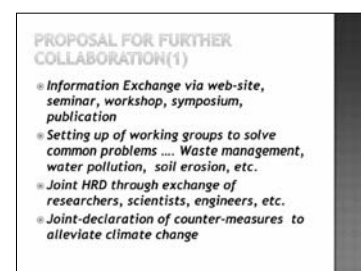 PROPOSAL FOR FURTHER
COLLABORATION(1)
Information Exchange via web-site,
seminar, workshop, symposium,
publication
Setting up of working groups to solve
common problems .... Waste management,
water pollution, soil erosion, etc.
Joint HRD through exchange of
researchers, scientists, engineers, etc.
Joint-declaration of counter-measures to
alleviate climate change